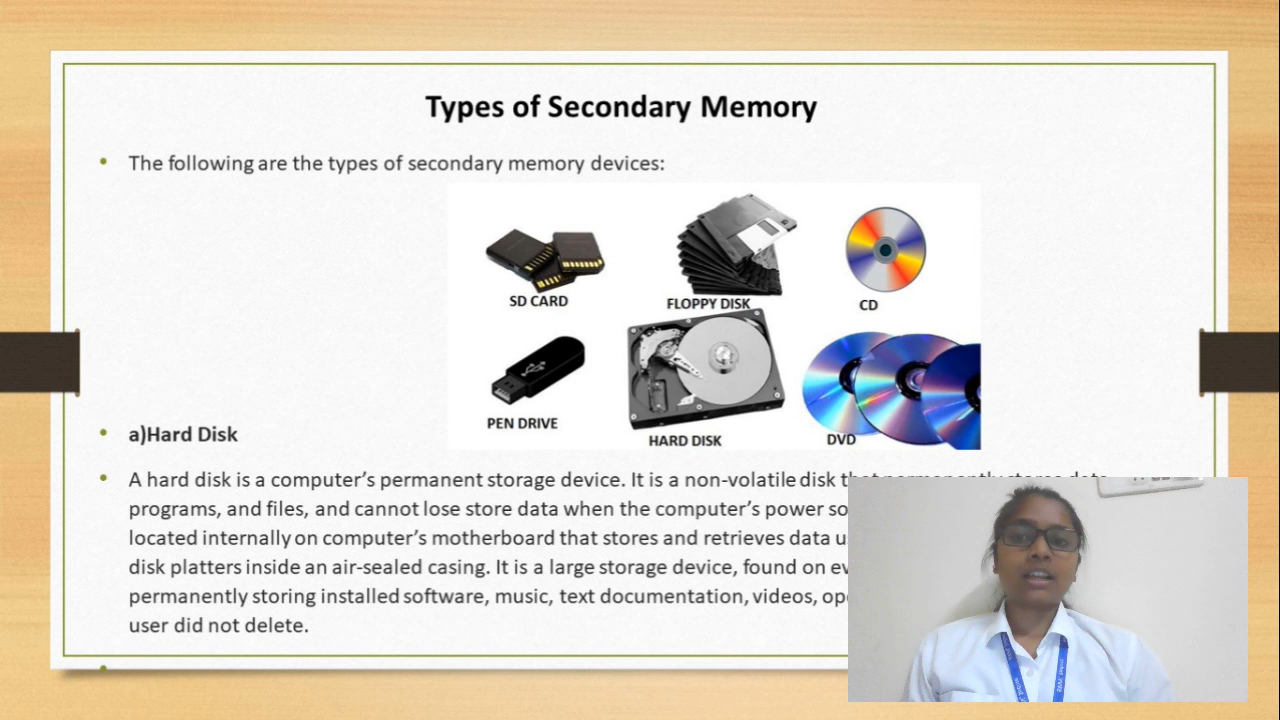 Types of Secondary Memory
• The following are the types of secondary memory devices:
SD CARD
FLOPPY DISK
CD
PEN DRIVE
HARD DISK
DVD
• a)Hard Disk
• A hard disk is a computer’s permanent storage device. It is a non-volatile disk that permanently stores data
programs, and files, and cannot lose store data when the computer’s power
located internally on computer’s motherboard that stores and retrieves data
disk platters inside an air-sealed casing. It is a large storage device, found on
permanently storing installed software, music, text documentation, videos,
user did not delete.